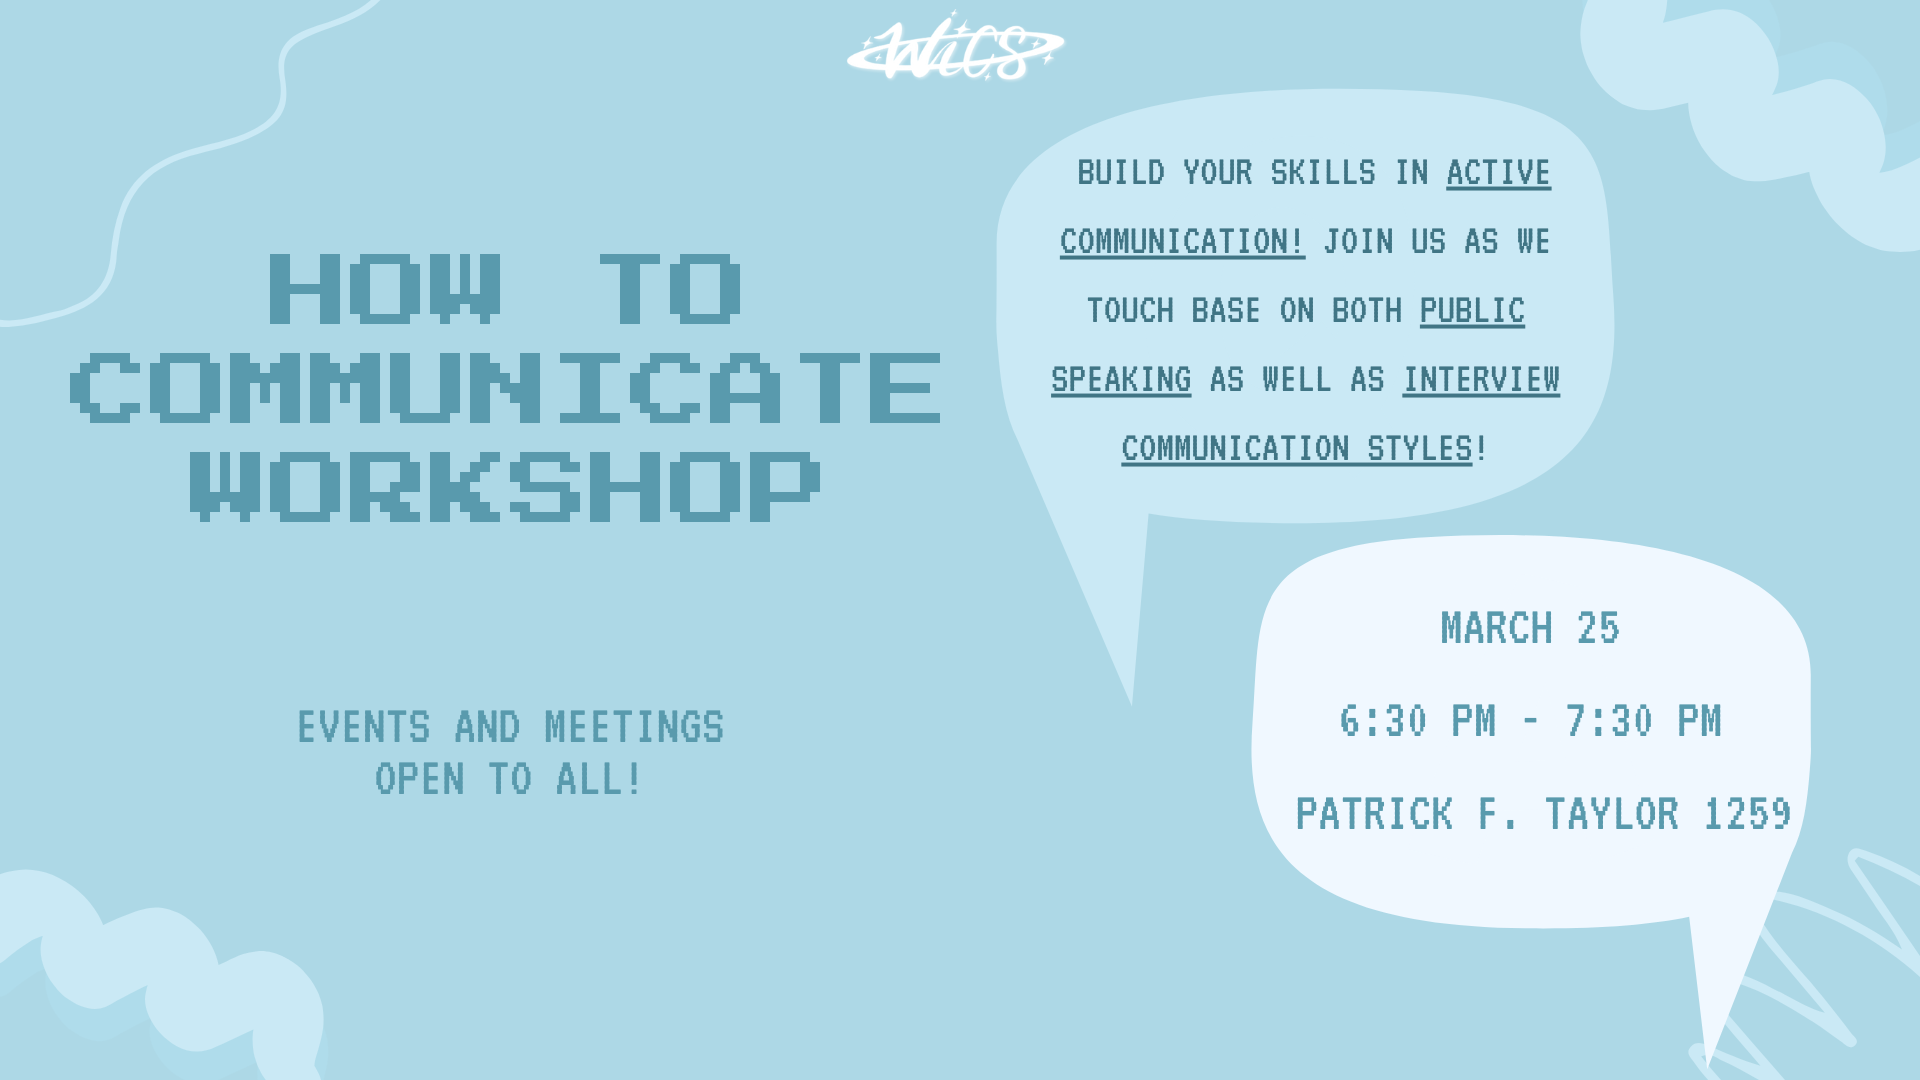 WiCS
HOW TO
COMMUNICATE
WORKSHOP
EVENTS AND MEETINGS
OPEN TO ALL!
BUILD YOUR SKILLS IN ACTIVE
COMMUNICATION! JOIN US AS WE
TOUCH BASE ON BOTH PUBLIC
SPEAKING AS WELL AS INTERVIEW
COMMUNICATION STYLES!
MARCH 25
6:30 PM - 7:30 PM
PATRICK F. TAYLOR 1259